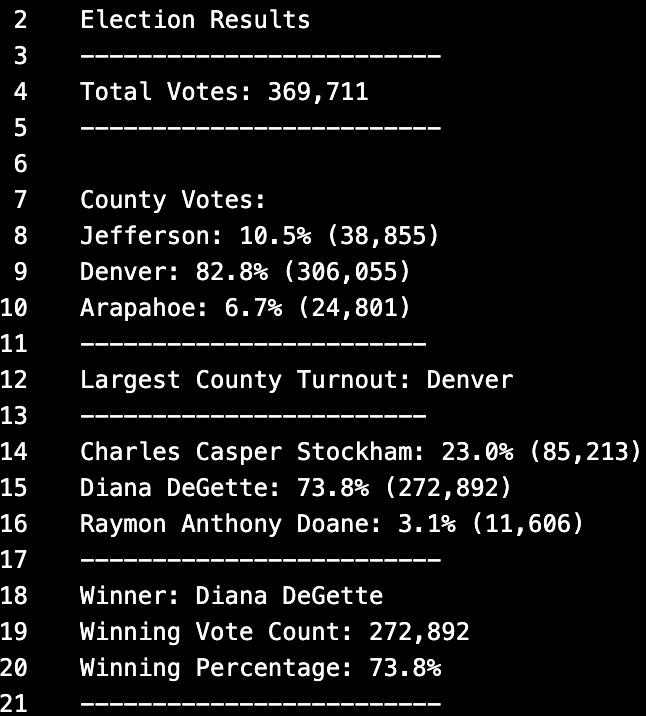 2 Election Results
3 -------------------------
4 Total Votes: 369,711
5 -------------------------
6
7 County Votes:
8 Jefferson: 10.5% (38,855)
9 Denver: 82.8% (306,055)
10 Arapahoe: 6.7% (24,801)
11 ------------------------
12 Largest County Turnout: Denver
13 ------------------------
14 Charles Casper Stockham: 23.0% (85,213)
15 Diana DeGette: 73.8% (272,892)
16 Raymon Anthony Doane: 3.1% (11,606)
17 -------------------------
18 Winner: Diana DeGette
19 Winning Vote Count: 272,892
20 Winning Percentage: 73.8%
21 -------------------------